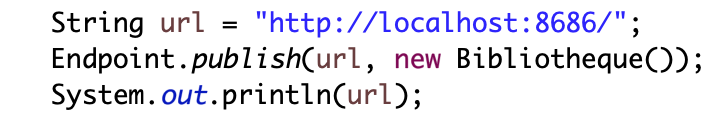 String url = "http://localhost:8686/";
Endpoint.publish(url, new Bibliotheque());
System.out.println(url);